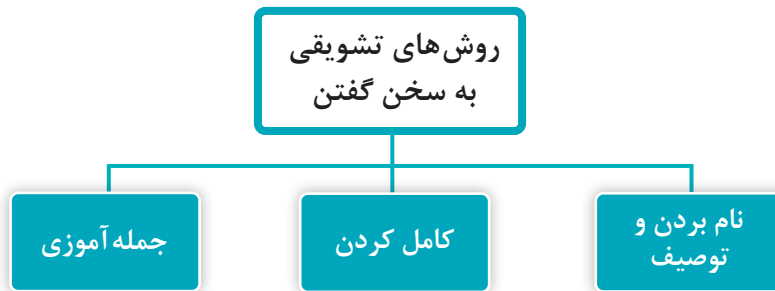 روش‌های تشویقی
به سخن گفتن
نام بردن و
توصیف
کامل کردن
جمله‌آموزی